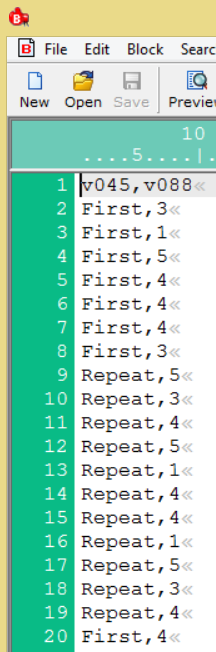 B File Edit Block Searc
New Open Save Preview
10
....5....|.
1 v045,v088«
2 First,3«
3 First,1«
4 First,5«
5 First,4«
6 First,4«
7 First,4«
8 First,3«
9 Repeat,5«
10 Repeat,3«
11 Repeat,4«
12 Repeat,5«
13 Repeat,1«
14 Repeat,4«
15 Repeat,4«
16 Repeat,1«
17 Repeat,5«
18 Repeat,3«
19 Repeat,4«
20 First,4«